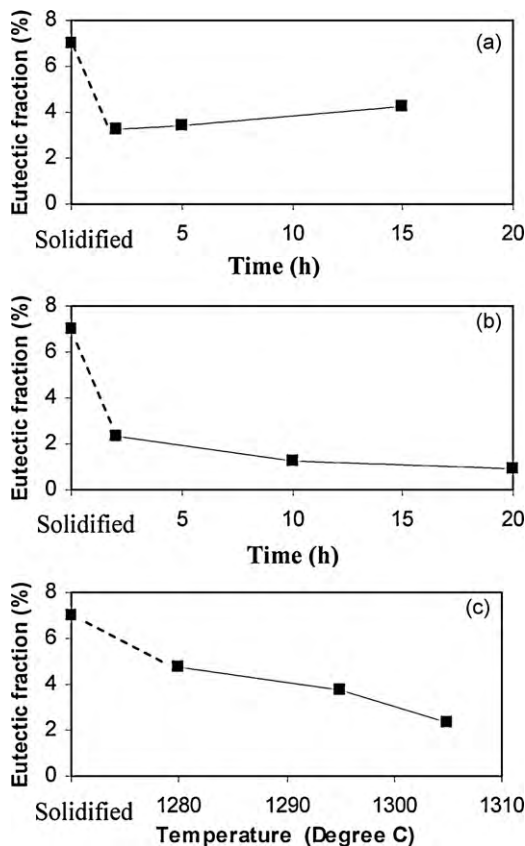 (a)
Eutectic fraction (%)
8
6
4
2
0
Solidified 5 10 15 20
Time (h)
(b)
Eutectic fraction (%)
8
6
4
2
0
Solidified 5 10 15 20
Time (h)
(c)
Eutectic fraction (%)
8
6
4
2
0
Solidified 1280 1290 1300 1310
Temperature (Degree C)